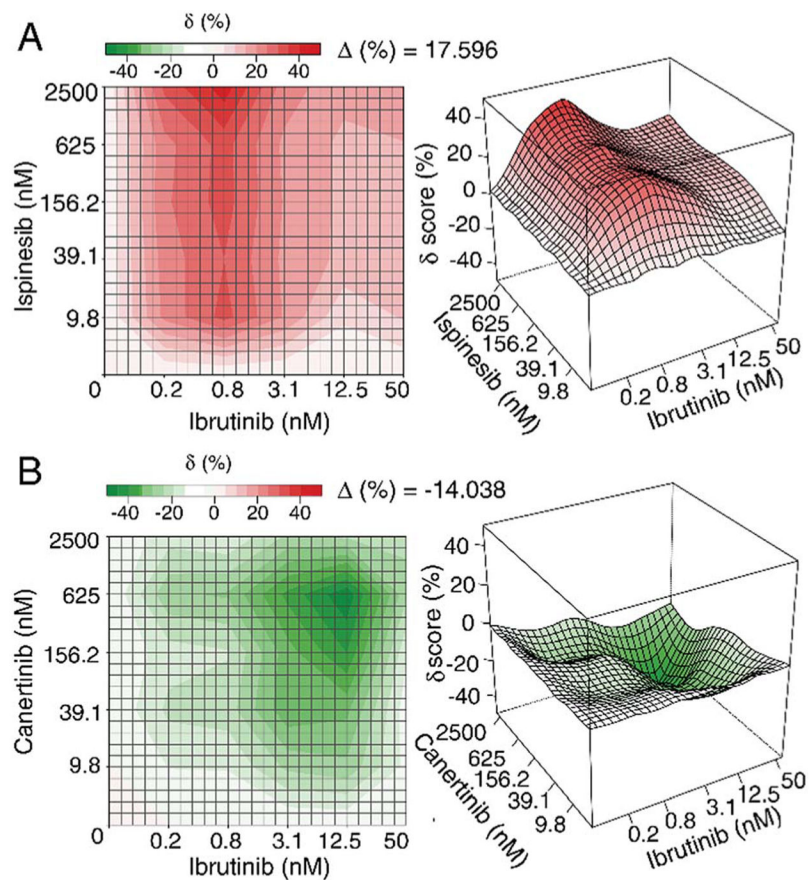 A
δ (%)
-40 -20 0 20 40
Δ (%) = 17.596
2500
625
156.2
39.1
9.8
0
Ispinesib (nM)
0.2 0.8 3.1 12.5 50
Ibrutinib (nM)
40
20
0
-20
-40
δ score (%)
2500
625
156.2
39.1
9.8
Ispinesib (nM)
0.2 0.8 3.1 12.5 50
Ibrutinib (nM)
B
δ (%)
-40 -20 0 20 40
Δ (%) = -14.038
2500
625
156.2
39.1
9.8
0
Canertinib (nM)
0.2 0.8 3.1 12.5 50
Ibrutinib (nM)
40
20
0
-20
-40
δ score (%)
2500
625
156.2
39.1
9.8
Canertinib (nM)
0.2 0.8 3.1 12.5 50
Ibrutinib (nM)